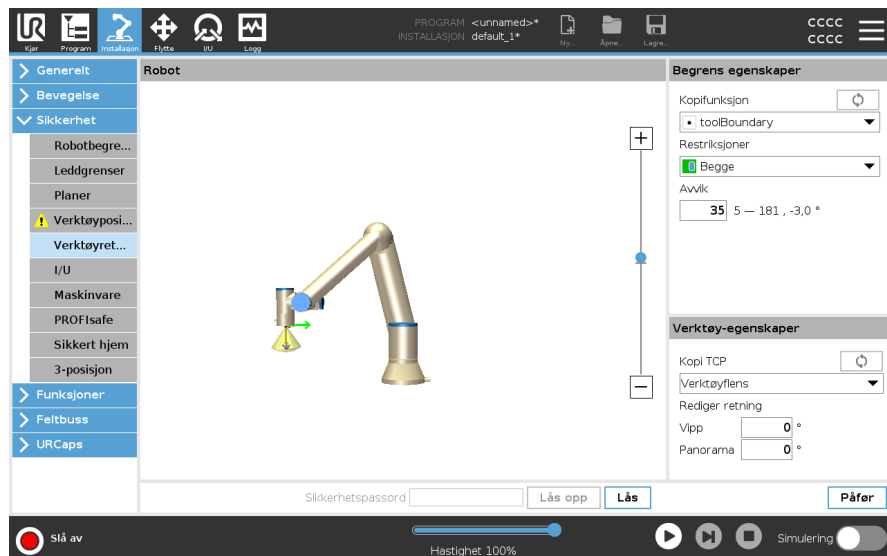 PROGRAM <unnamed>*
INSTALLASJON default_1*
Kjør Program Installasjon Flytte I/U Logg
Ny... Åpne... Lagre...
CCCC
CCCC
Generelt
Bevegelse
Sikkerhet
Robotbegre...
Leddgrenser
Planer
Verktøyposi...
Verktøyret...
I/U
Maskinvare
PROFIsafe
Sikkert hjem
3-posisjon
Funksjoner
Feltbuss
URCaps
Robot
Begrens egenskaper
Kopifunksjon
toolBoundary
Restriksjoner
Begge
Avvik
35 5 — 181 , -3,0 °
Verktøy-egenskaper
Kopi TCP
Verktøyflens
Rediger retning
Vipp 0 °
Panorama 0 °
Sikkerhetspassord Lås opp Lås Påfør
Slå av
Hastighet 100%
Simulering